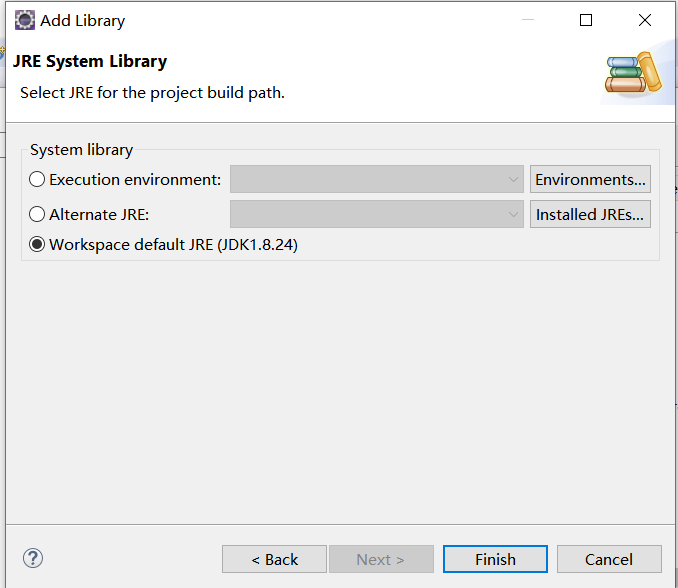 Add Library
JRE System Library
Select JRE for the project build path.
System library
Execution environment:
Environments...
Alternate JRE:
Installed JREs...
Workspace default JRE (JDK1.8.24)
?
< Back
Next >
Finish
Cancel